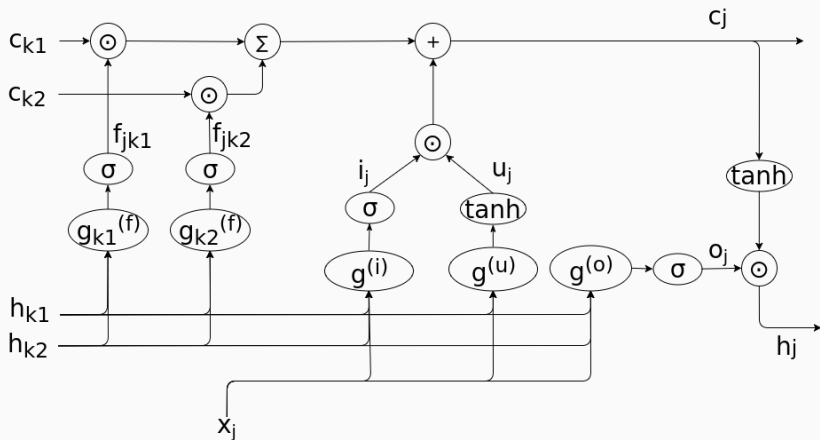 c_j
c_k1 ⊙ Σ +
c_k2 ⊙
f_jk1 f_jk2 ⊙
i_j u_j
σ σ tanh
σ tanh
g_k1^(f) g_k2^(f)
o_j
g^(i) g^(u) g^(o) σ ⊙
h_k1
h_k2 h_j
x_j